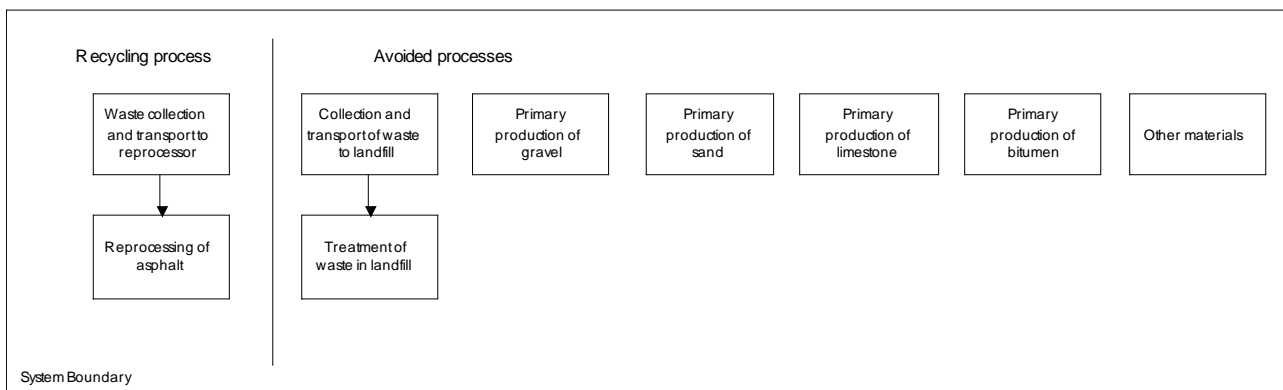 Recycling process
Avoided processes
Waste collection
and transport to
reprocessor
Collection and
transport of waste
to landfill
Primary
production of
gravel
Primary
production of
sand
Primary
production of
limestone
Primary
production of
bitumen
Other materials
Reprocessing of
asphalt
Treatment of
waste in landfill
System Boundary